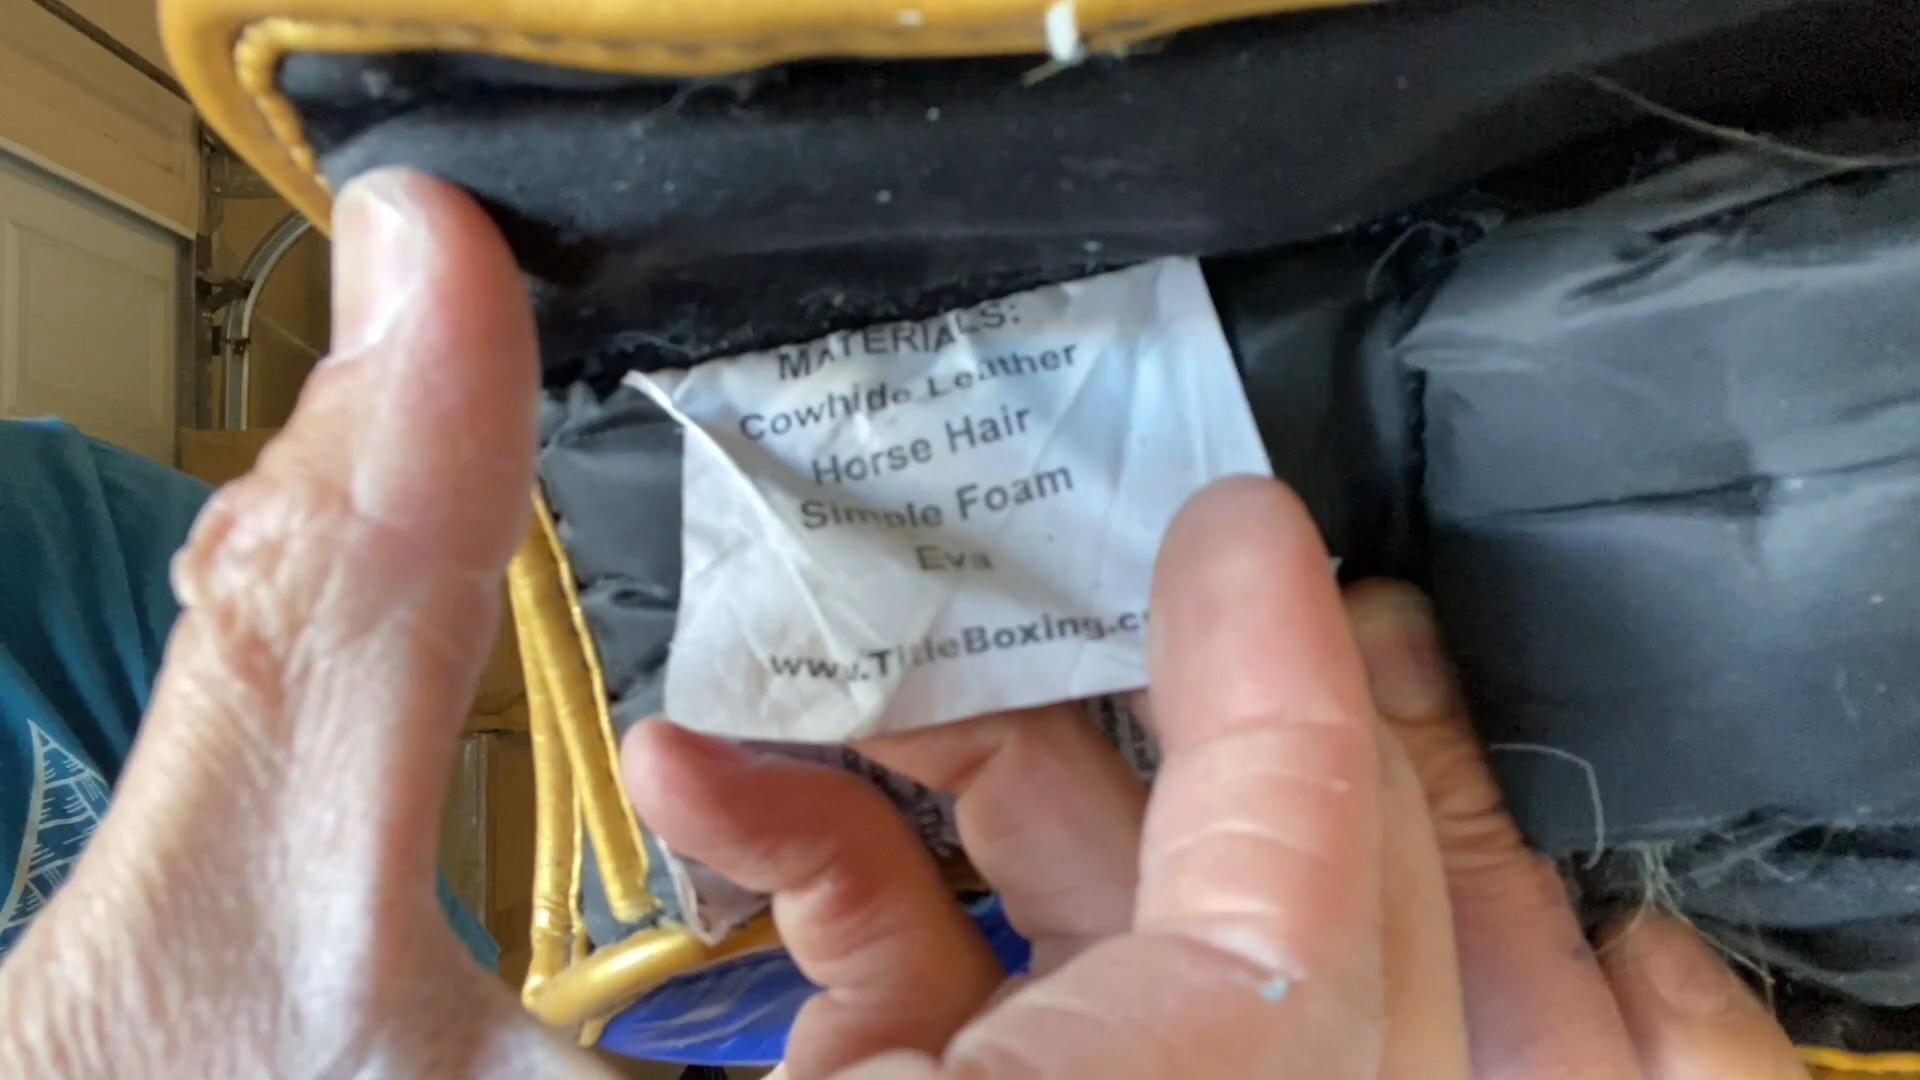 MATERIALS:
Cowhide Leather
Horse Hair
Simple Foam
Eva
www.TitleBoxing.c